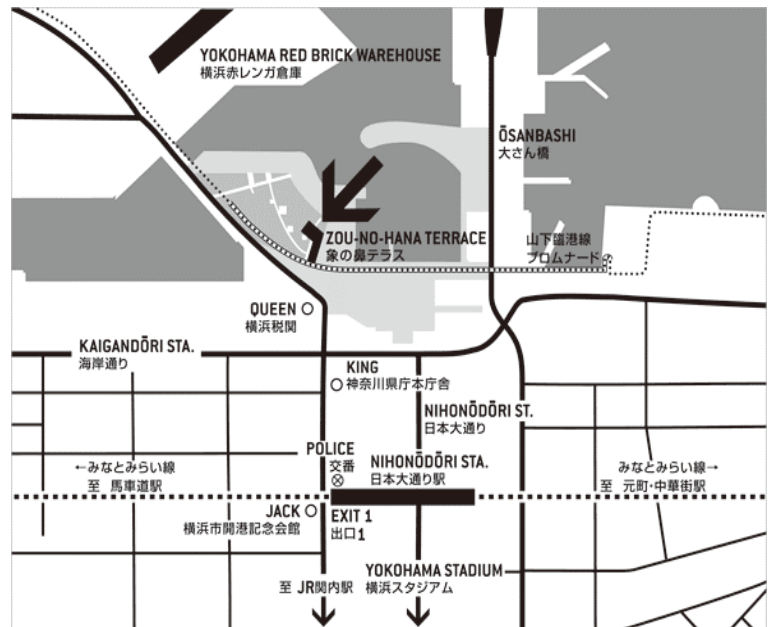 YOKOHAMA RED BRICK WAREHOUSE
横浜赤レンガ倉庫
ŌSANBASHI
大さん橋
ZOU-NO-HANA TERRACE
象の鼻テラス
山下臨港線
プロムナード
QUEEN
横浜税関
KAIGANDŌRI STA.
海岸通り
KING
神奈川県庁本庁舎
NIHONŌDŌRI ST.
日本大通り
POLICE
交番
NIHONŌDŌRI STA.
日本大通り駅
←みなとみらい線
至 馬車道駅
みなとみらい線→
至 元町・中華街駅
JACK
横浜市開港記念会館
EXIT 1
出口1
YOKOHAMA STADIUM
横浜スタジアム
至 JR関内駅